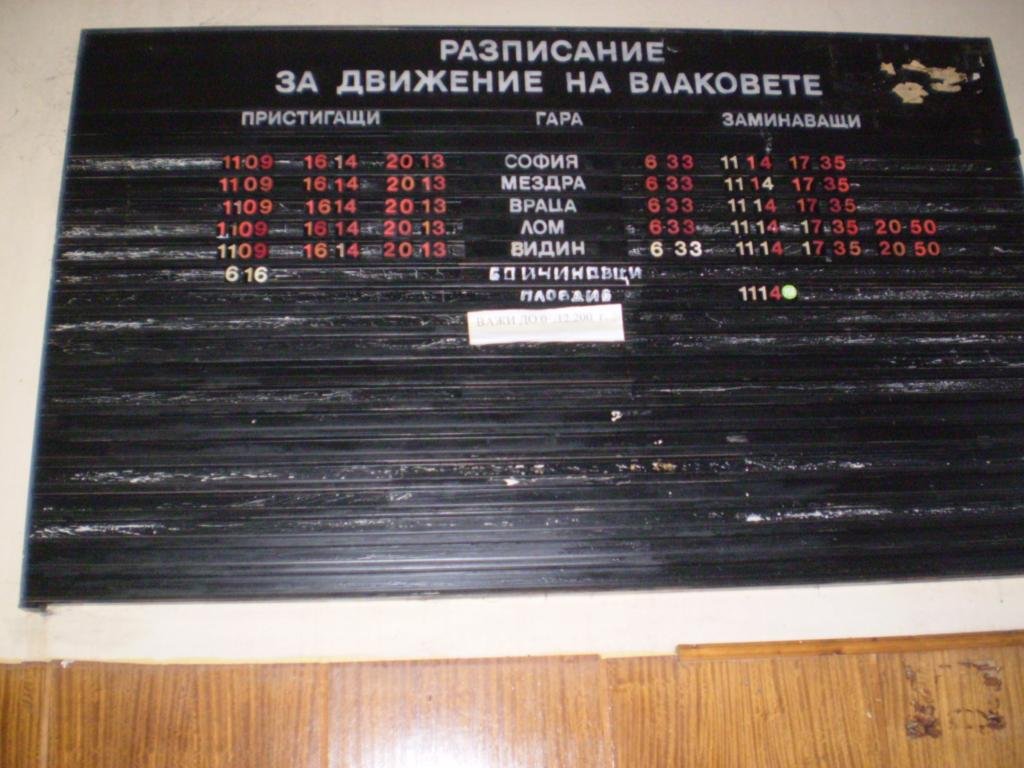 РАЗПИСАНИЕ
ЗА ДВИЖЕНИЕ НА ВЛАКОВЕТЕ
ПРИСТИГАЩИ ГАРА ЗАМИНАВАЩИ
11 09 16 14 20 13 СОФИЯ 6 33 11 14 17 35
11 09 16 14 20 13 МЕЗДРА 6 33 11 14 17 35
11 09 16 14 20 13 ВРАЦА 6 33 11 14 17 35
11 09 16 14 20 13 ЛОМ 6 33 11 14 17 35 20 50
11 09 16 14 20 13 ВИДИН 6 33 11 14 17 35 20 50
6 16
ПЛОВДИВ 11 14
ВАЖИ ДО